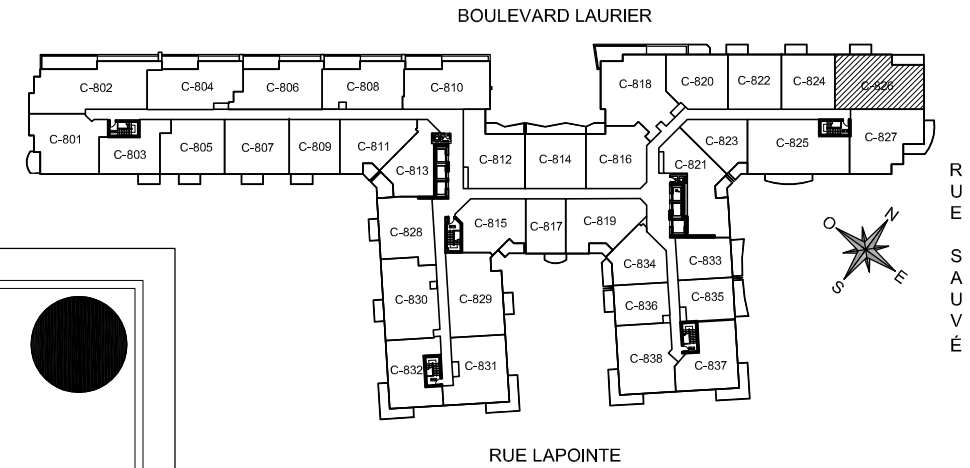 BOULEVARD LAURIER
C-802
C-804
C-806
C-808
C-810
C-818
C-820
C-822
C-824
C-826
C-801
C-803
C-805
C-807
C-809
C-811
C-813
C-812
C-814
C-816
C-821
C-823
C-825
C-827
C-828
C-815
C-817
C-819
C-830
C-829
C-834
C-833
C-836
C-835
C-832
C-831
C-838
C-837
O
N
S
E
R
U
E
S
A
U
V
É
RUE LAPOINTE